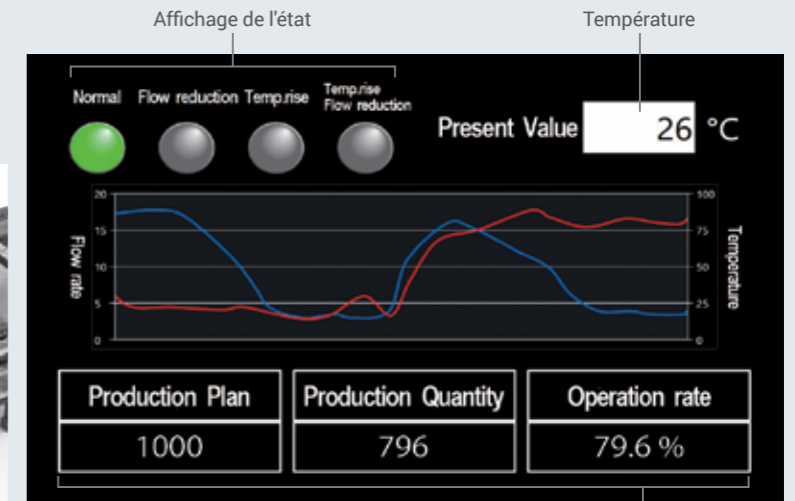 Affichage de l'état
Température
Normal
Flow reduction
Temp.rise
Temp.rise
Flow reduction
Present Value
26
°C
20
15
10
5
0
Flow rate
100
75
50
25
0
Temperature
Production Plan
Production Quantity
Operation rate
1000
796
79.6 %